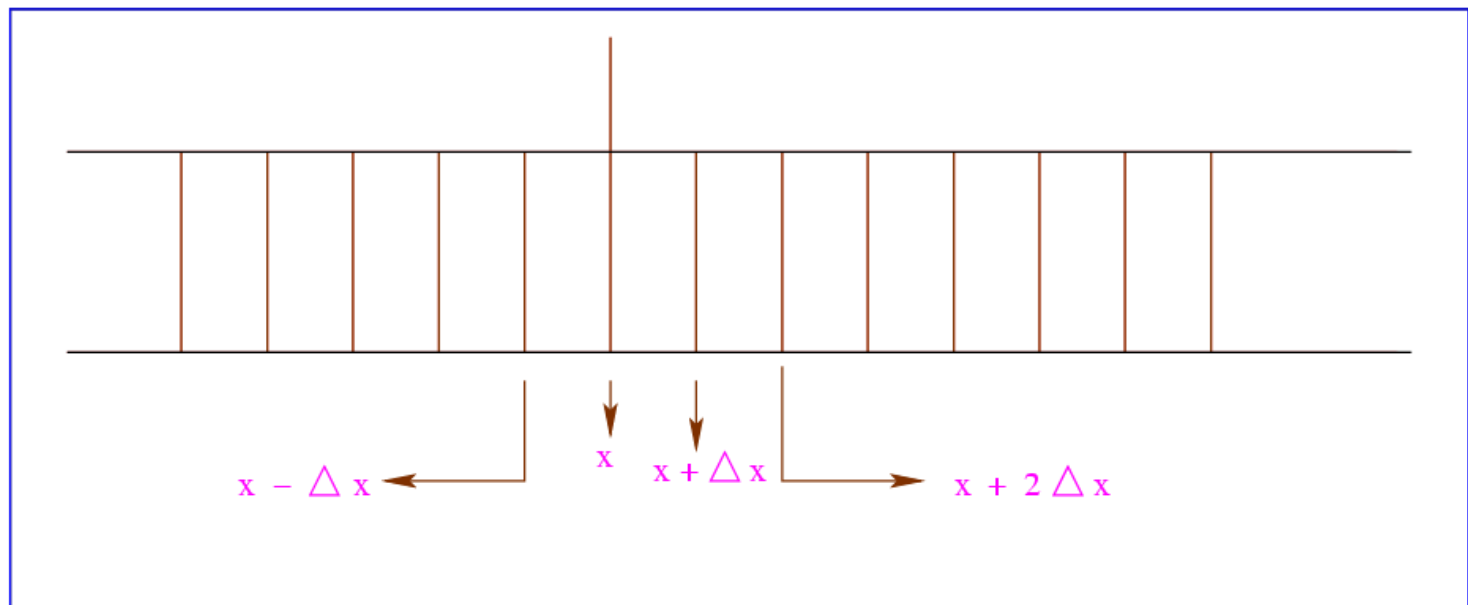 x
x + △ x
x − △ x
x + 2 △ x